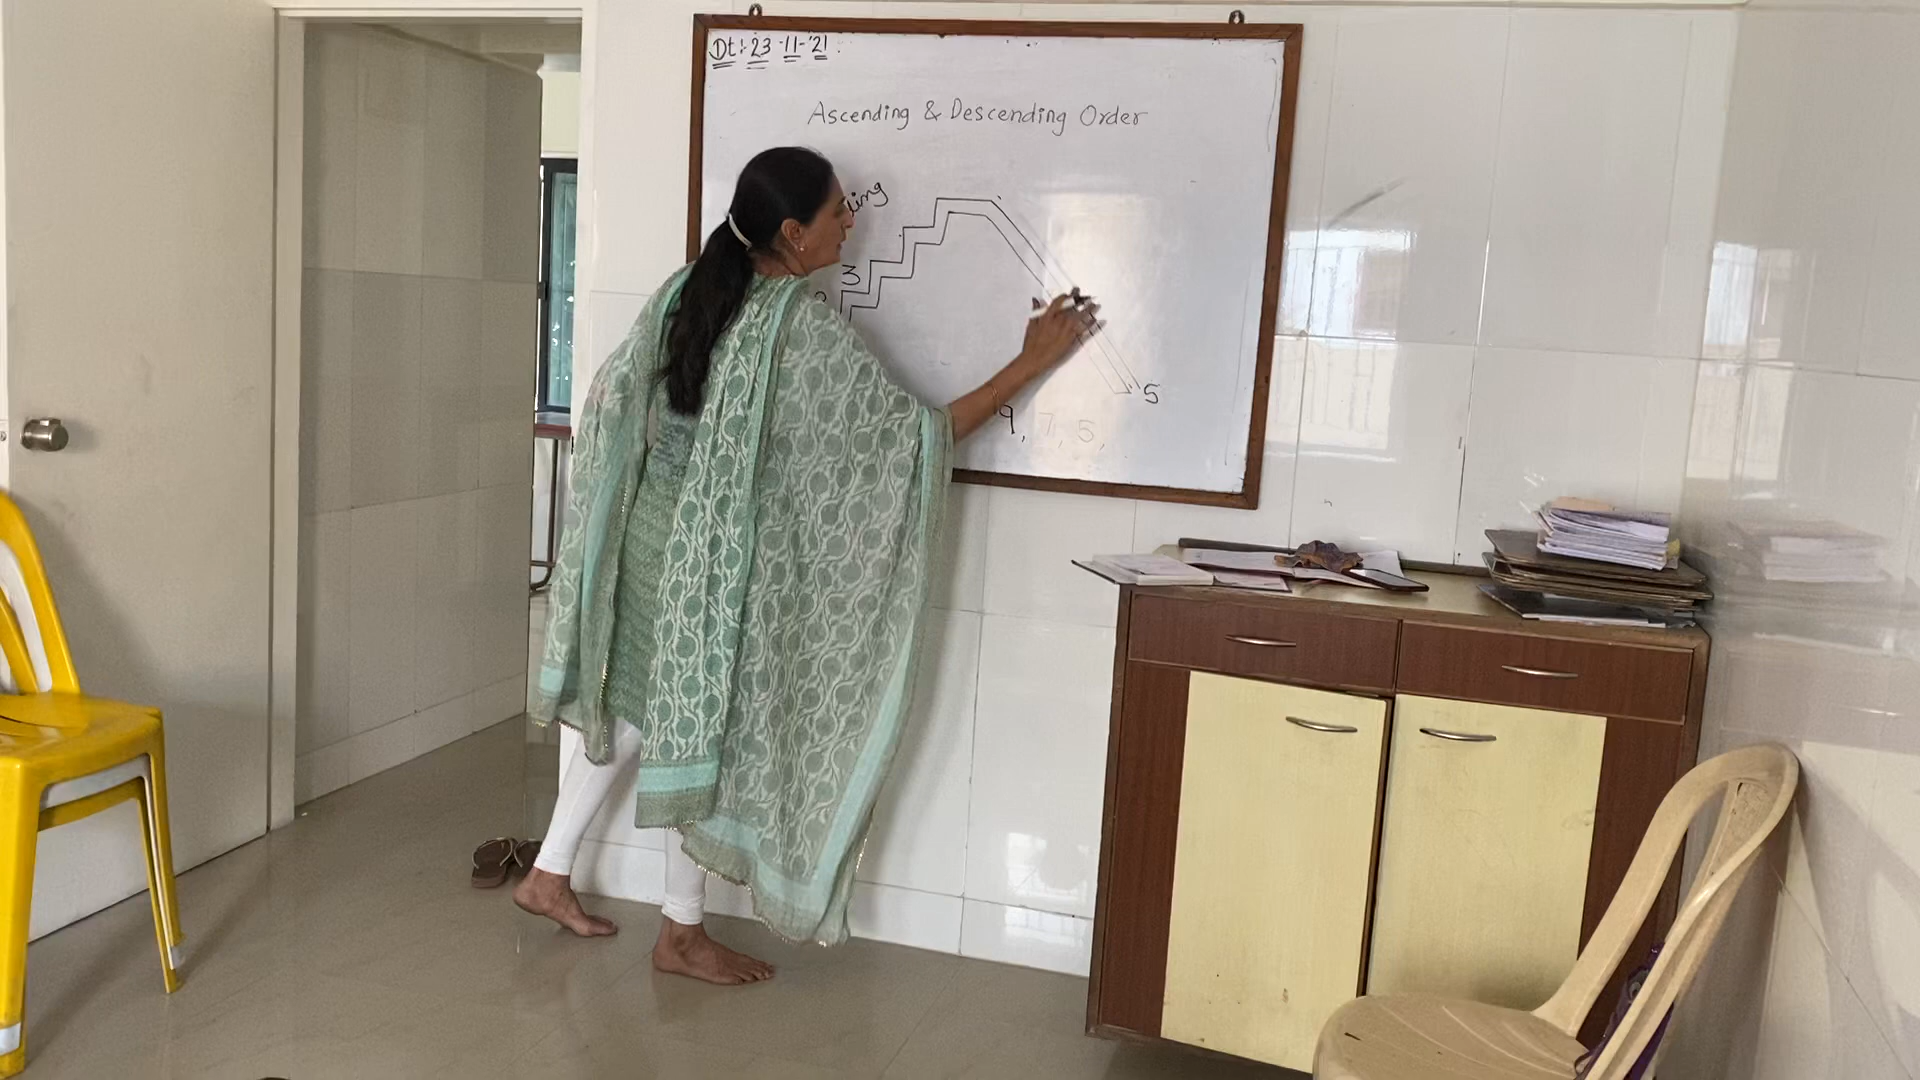 Dt:- 23-11-'21
Ascending & Descending Order
3
5
9, 7, 5,